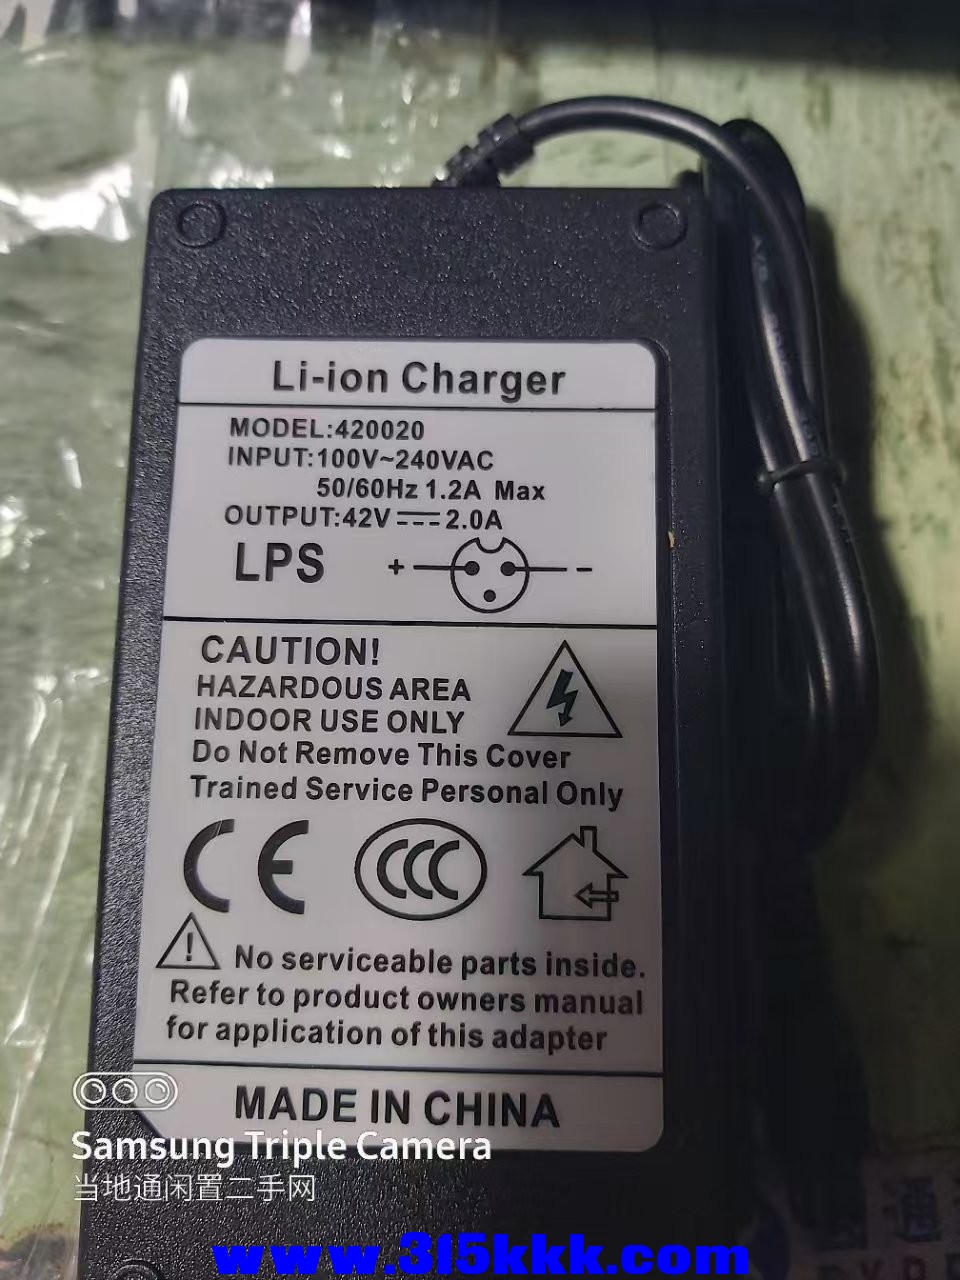 Li-ion Charger
MODEL:420020
INPUT:100V~240VAC
50/60Hz 1.2A Max
OUTPUT:42V⎓2.0A
LPS
+ -
CAUTION!
HAZARDOUS AREA
INDOOR USE ONLY
Do Not Remove This Cover
Trained Service Personal Only
CE CCC
! No serviceable parts inside.
Refer to product owners manual
for application of this adapter
MADE IN CHINA
Samsung Triple Camera
当地通闲置二手网
www.315kkk.com
通